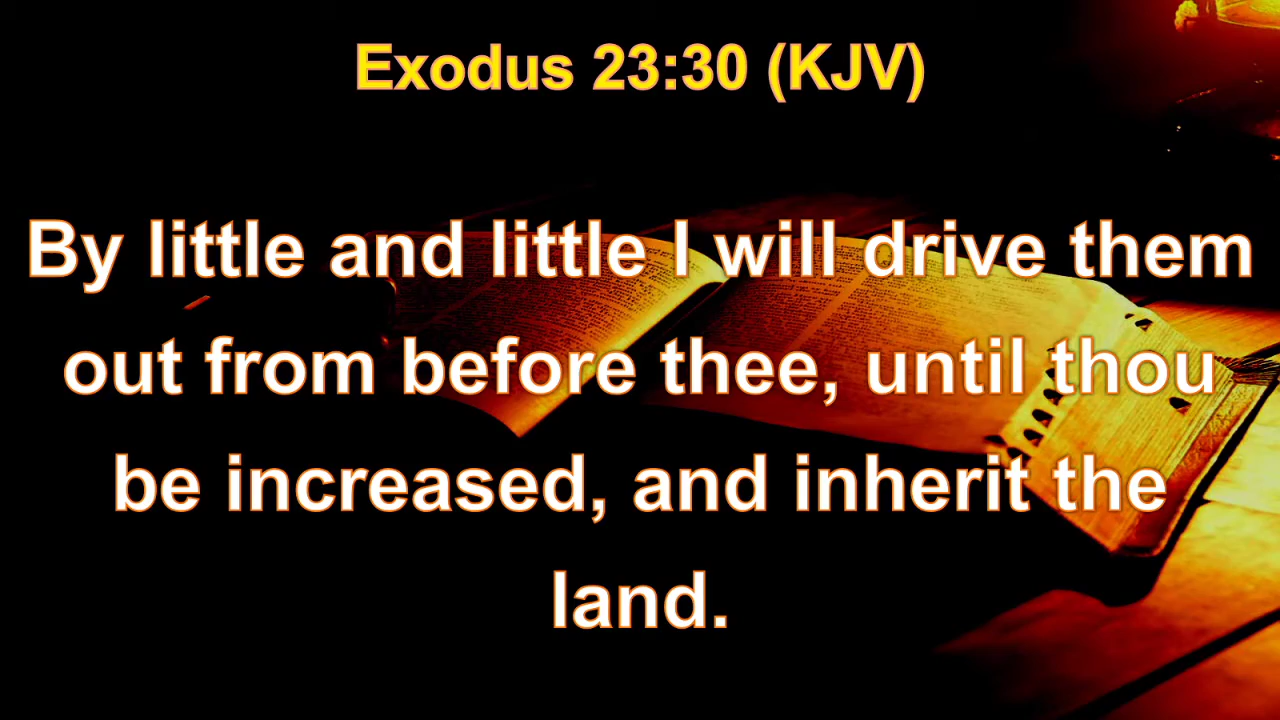 Exodus 23:30 (KJV)
By little and little I will drive them
out from before thee, until thou
be increased, and inherit the
land.